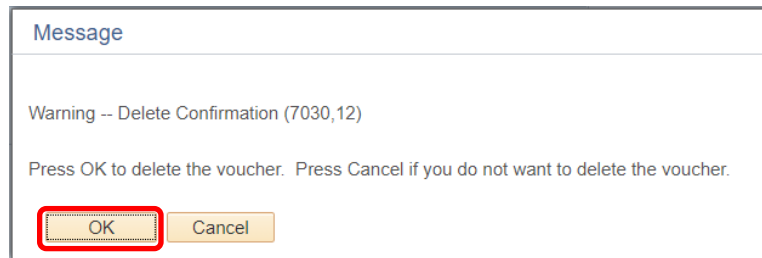 Message
Warning -- Delete Confirmation (7030,12)
Press OK to delete the voucher.  Press Cancel if you do not want to delete the voucher.
OK Cancel